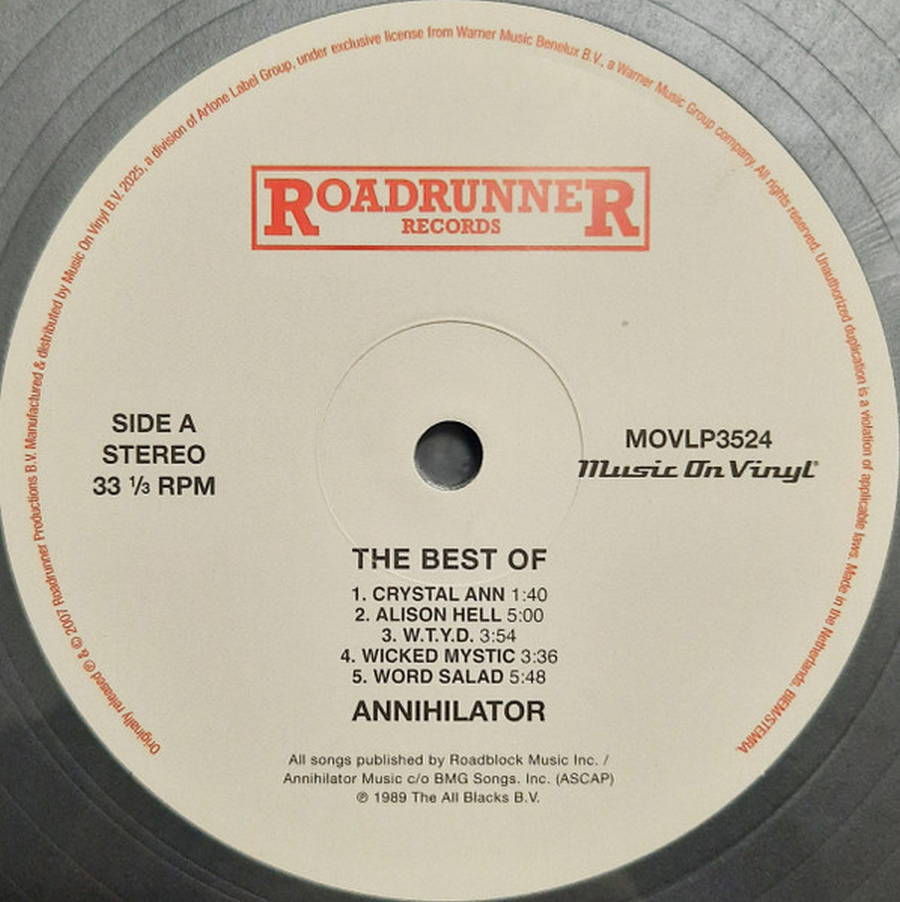 Originally released ℗ & © 2007 Roadrunner Productions B.V. Manufactured & distributed by Music On Vinyl B.V. 2025, a division of Artone Label Group, under exclusive license from Warner Music Benelux B.V., a Warner Music Group company. All rights reserved. Unauthorized duplication is a violation of applicable laws. Made in the Netherlands. BIEM/STEMRA
ROADRUNNER
RECORDS
SIDE A
STEREO
33 ⅓ RPM
MOVLP3524
Music On Vinyl®
THE BEST OF
1. CRYSTAL ANN 1:40
2. ALISON HELL 5:00
3. W.T.Y.D. 3:54
4. WICKED MYSTIC 3:36
5. WORD SALAD 5:48
ANNIHILATOR
All songs published by Roadblock Music Inc. /
Annihilator Music c/o BMG Songs. Inc. (ASCAP)
℗ 1989 The All Blacks B.V.